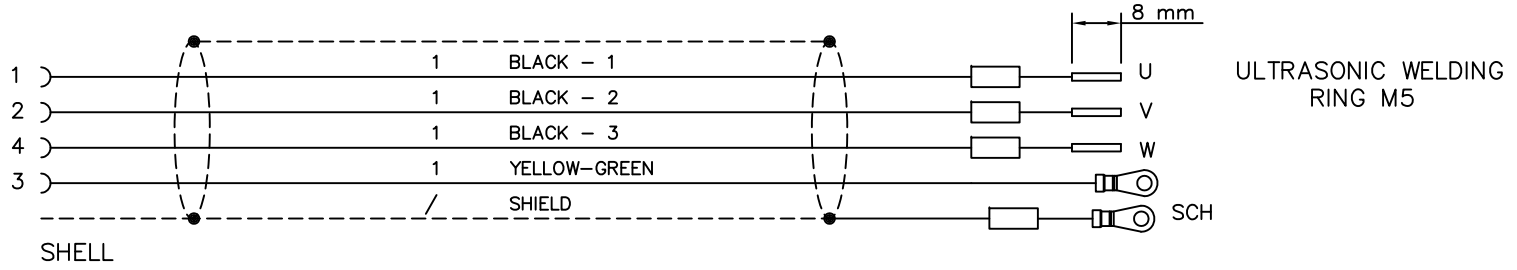 8 mm
1 1 BLACK - 1 U
2 1 BLACK - 2 V
4 1 BLACK - 3 W
3 1 YELLOW-GREEN
/ SHIELD SCH
SHELL
ULTRASONIC WELDING
RING M5